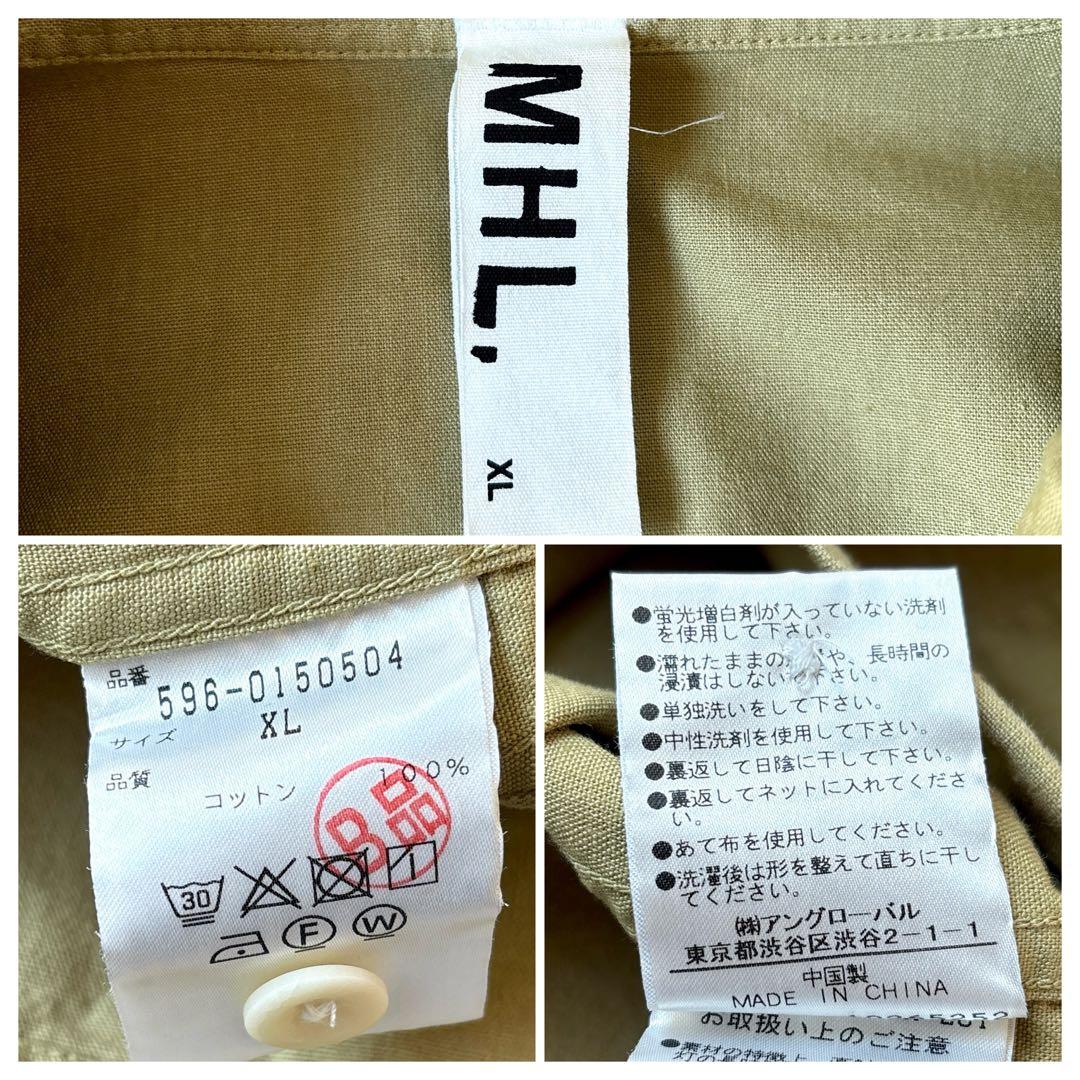 MHL.
XL
品番
596-0150504
サイズ XL
品質
コットン 100%
B品
30
F
W
●蛍光増白剤が入っていない洗剤
を使用して下さい。
●濡れたままの や、長時間の
浸漬はしないで下さい。
●単独洗いをして下さい。
●中性洗剤を使用して下さい。
●裏返して日陰に干して下さい。
●裏返してネットに入れてくださ
い。
●あて布を使用してください。
●洗濯後は形を整えて直ちに干し
てください。
㈱アングローバル
東京都渋谷区渋谷2-1-1
中国製
MADE IN CHINA
お取扱い上のご注意